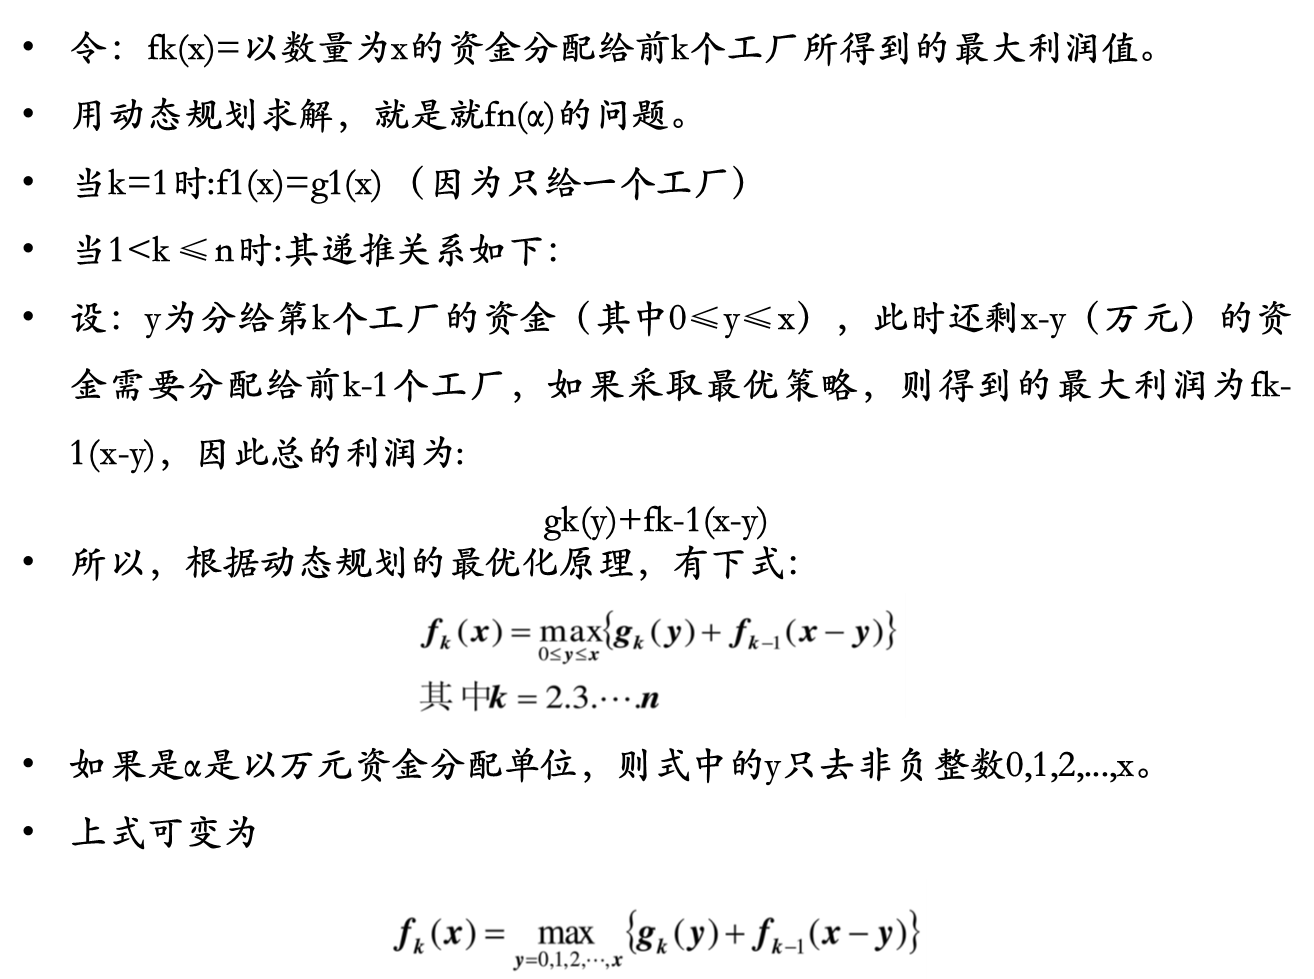 • 令：fk(x)=以数量为x的资金分配给前k个工厂所得到的最大利润值。
• 用动态规划求解，就是就fn(α)的问题。
• 当k=1时:f1(x)=g1(x)（因为只给一个工厂）
• 当1<k≤n时:其递推关系如下：
• 设：y为分给第k个工厂的资金（其中0≤y≤x），此时还剩x-y（万元）的资
金需要分配给前k-1个工厂，如果采取最优策略，则得到的最大利润为fk-
1(x-y)，因此总的利润为:
gk(y)+fk-1(x-y)
• 所以，根据动态规划的最优化原理，有下式：
f_k(x)=max_{0≤y≤x}{g_k(y)+f_{k-1}(x-y)}
其中k=2.3.⋯.n
• 如果是α是以万元资金分配单位，则式中的y只去非负整数0,1,2,...,x。
• 上式可变为
f_k(x)= max_{y=0,1,2,⋯,x}{g_k(y)+f_{k-1}(x-y)}